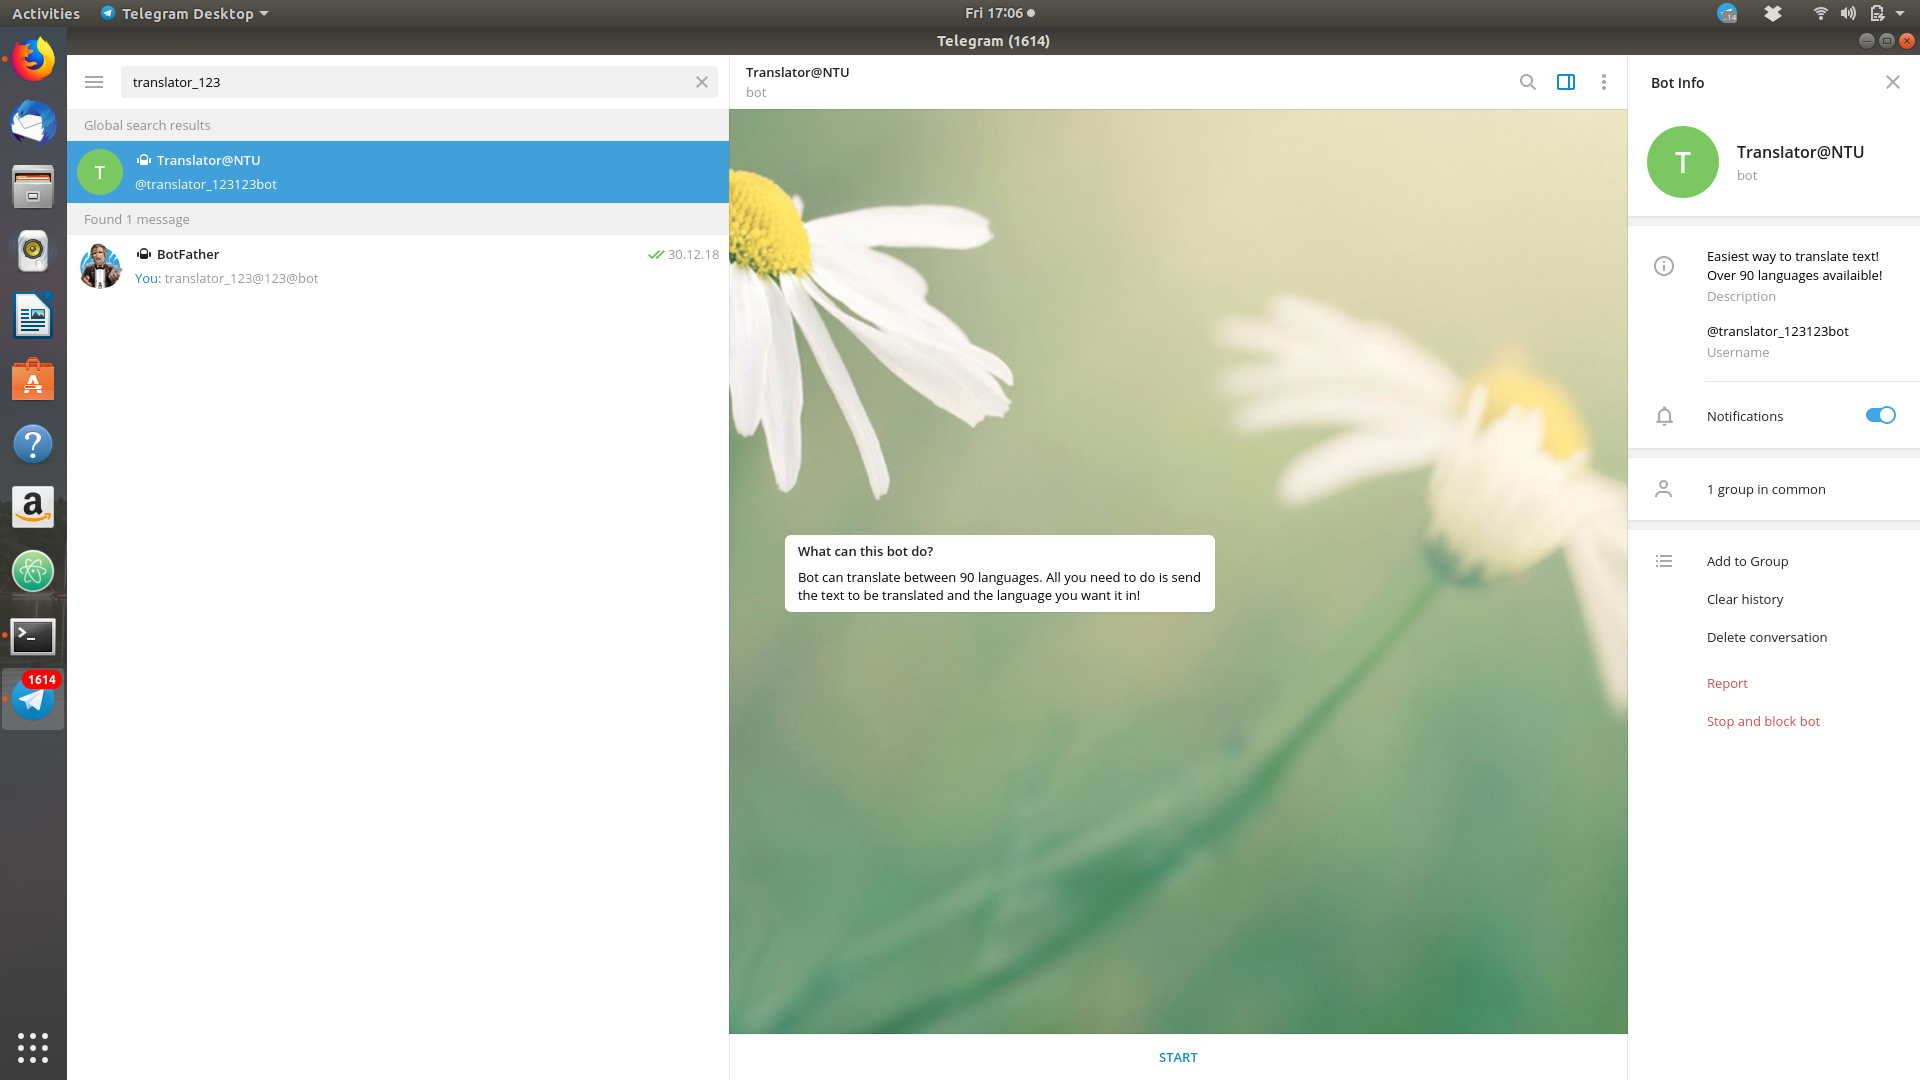 Activities
Telegram Desktop
Fri 17:06
14
Telegram (1614)
translator_123
Global search results
T
Translator@NTU
@translator_123123bot
Found 1 message
BotFather
30.12.18
You: translator_123@123@bot
Translator@NTU
bot
What can this bot do?
Bot can translate between 90 languages. All you need to do is send
the text to be translated and the language you want it in!
START
Bot Info
T
Translator@NTU
bot
Easiest way to translate text!
Over 90 languages availaible!
Description
@translator_123123bot
Username
Notifications
1 group in common
Add to Group
Clear history
Delete conversation
Report
Stop and block bot
1614